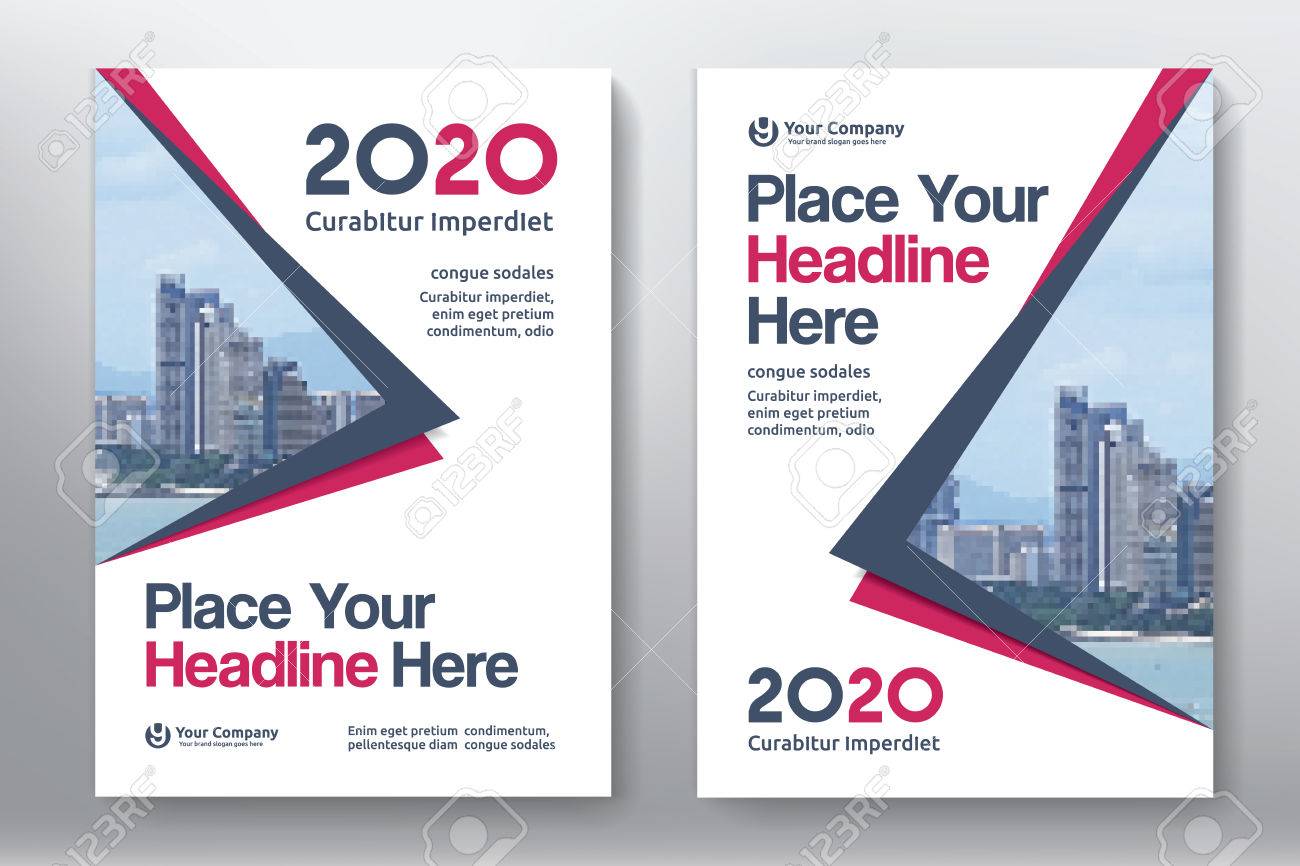 2020
Curabitur Imperdiet
congue sodales
Curabitur imperdiet,
enim eget pretium
condimentum, odio
Place Your
Headline Here
Your Company
Your brand slogan goes here
Enim eget pretium condimentum,
pellentesque diam congue sodales
Your Company
Your brand slogan goes here
Place Your
Headline
Here
congue sodales
Curabitur imperdiet,
enim eget pretium
condimentum, odio
2020
Curabitur Imperdiet
123RF